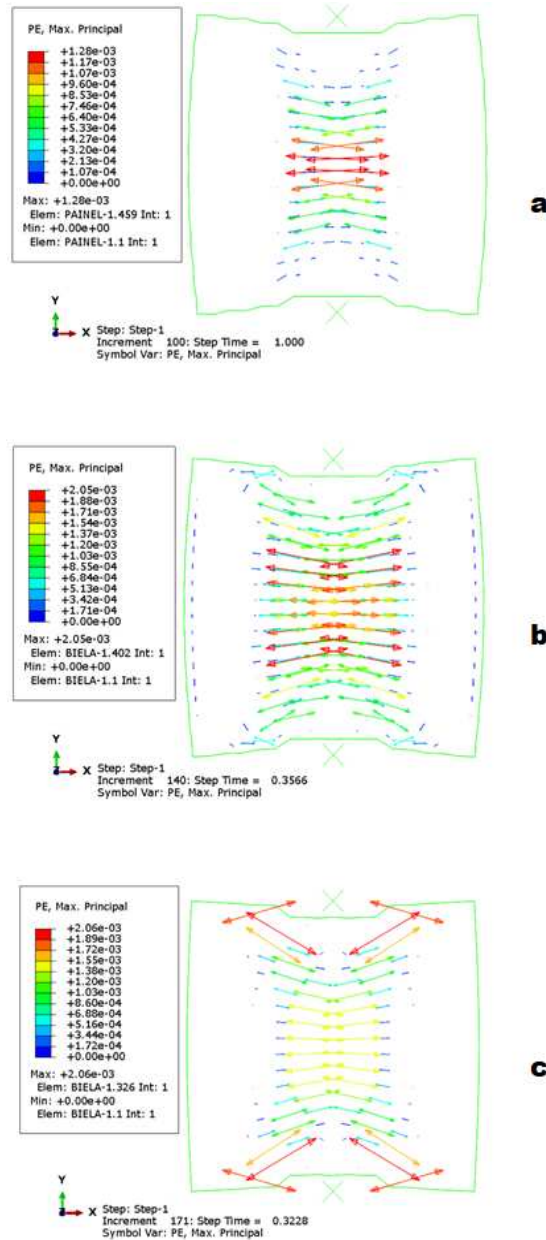 PE, Max. Principal
+1.28e-03
+1.17e-03
+1.07e-03
+9.60e-04
+8.53e-04
+7.46e-04
+6.40e-04
+5.33e-04
+4.27e-04
+3.20e-04
+2.13e-04
+1.07e-04
+0.00e+00
Max: +1.28e-03
Elem: PAINEL-1.459 Int: 1
Min: +0.00e+00
Elem: PAINEL-1.1 Int: 1
a
Y
Z
X
Step: Step-1
Increment 100: Step Time = 1.000
Symbol Var: PE, Max. Principal
PE, Max. Principal
+2.05e-03
+1.88e-03
+1.71e-03
+1.54e-03
+1.37e-03
+1.20e-03
+1.03e-03
+8.55e-04
+6.84e-04
+5.13e-04
+3.42e-04
+1.71e-04
+0.00e+00
Max: +2.05e-03
Elem: BIELA-1.402 Int: 1
Min: +0.00e+00
Elem: BIELA-1.1 Int: 1
b
Y
Z
X
Step: Step-1
Increment 140: Step Time = 0.3566
Symbol Var: PE, Max. Principal
PE, Max. Principal
+2.06e-03
+1.89e-03
+1.72e-03
+1.55e-03
+1.38e-03
+1.20e-03
+1.03e-03
+8.60e-04
+6.88e-04
+5.16e-04
+3.44e-04
+1.72e-04
+0.00e+00
Max: +2.06e-03
Elem: BIELA-1.326 Int: 1
Min: +0.00e+00
Elem: BIELA-1.1 Int: 1
c
Y
Z
X
Step: Step-1
Increment 171: Step Time = 0.3228
Symbol Var: PE, Max. Principal